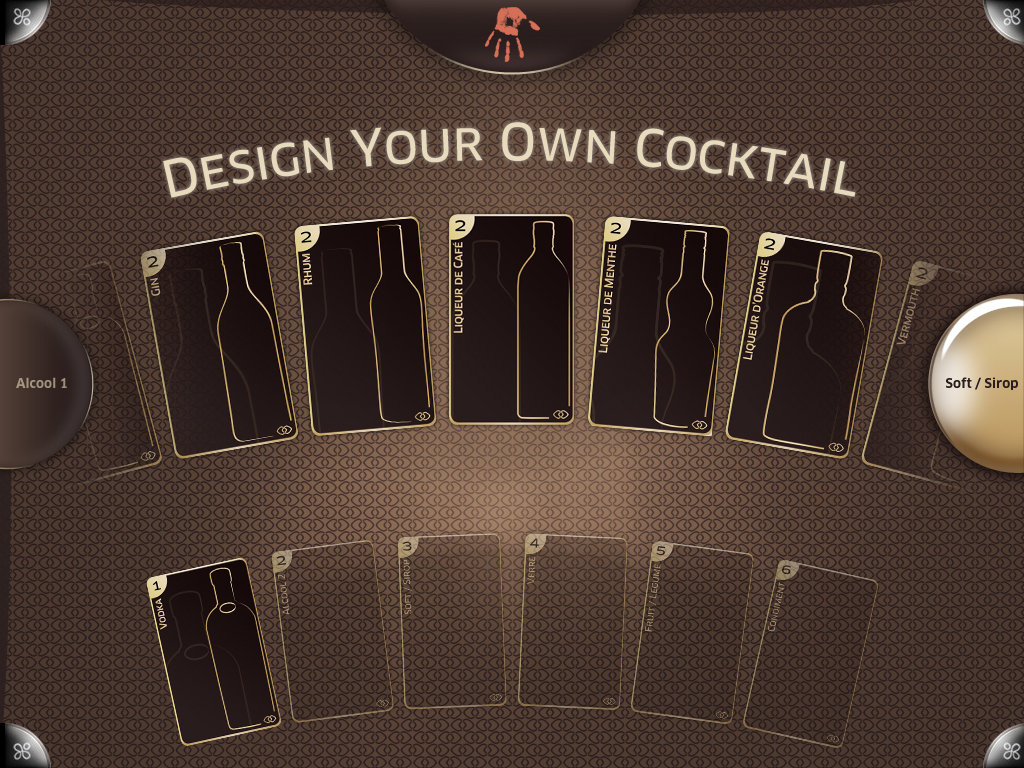 Design Your Own Cocktail
2
Gin
2
Rhum
2
Liqueur de Café
2
Liqueur de Menthe
2
Liqueur d'Orange
2
Vermouth
Alcool 1
Soft / Sirop
1
Vodka
2
Alcool 2
3
Soft / Sirop
4
Verre
5
Fruit / Legume
6
Condiment